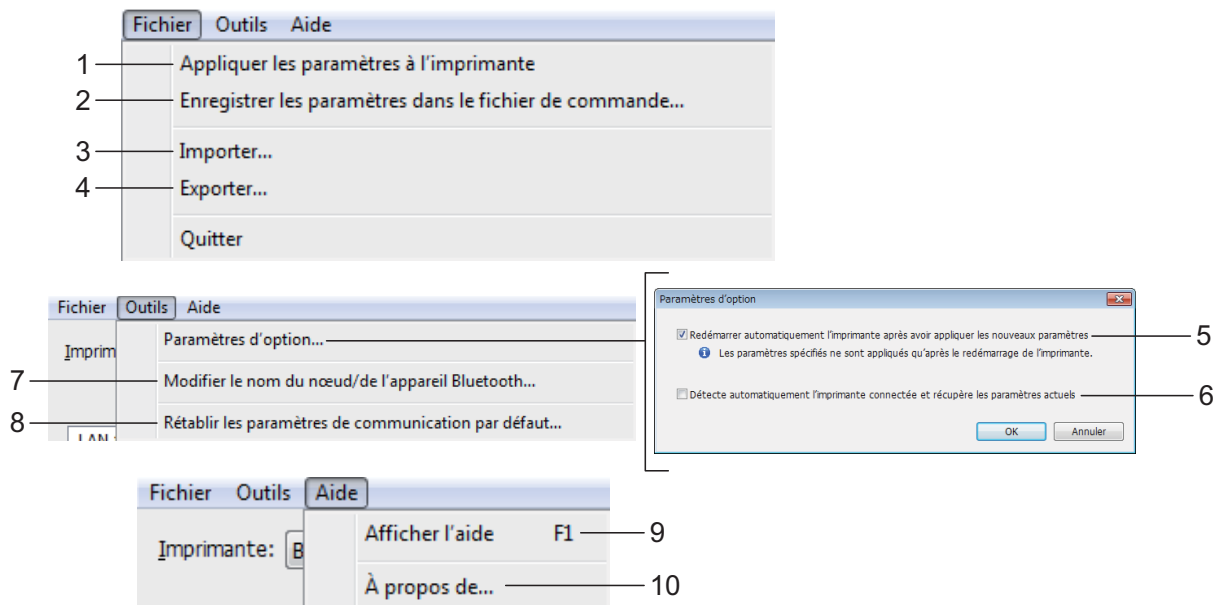 Fichier Outils Aide
1 Appliquer les paramètres à l'imprimante
2 Enregistrer les paramètres dans le fichier de commande...
3 Importer...
4 Exporter...
Quitter
Fichier Outils Aide
Imprim
Paramètres d'option...
7 Modifier le nom du nœud/de l'appareil Bluetooth...
8 Rétablir les paramètres de communication par défaut...
Paramètres d'option
Redémarrer automatiquement l'imprimante après avoir appliquer les nouveaux paramètres 5
Les paramètres spécifiés ne sont appliqués qu'après le redémarrage de l'imprimante.
Détecte automatiquement l'imprimante connectée et récupère les paramètres actuels 6
OK Annuler
Fichier Outils Aide
Imprimante: B
Afficher l'aide F1 9
À propos de... 10